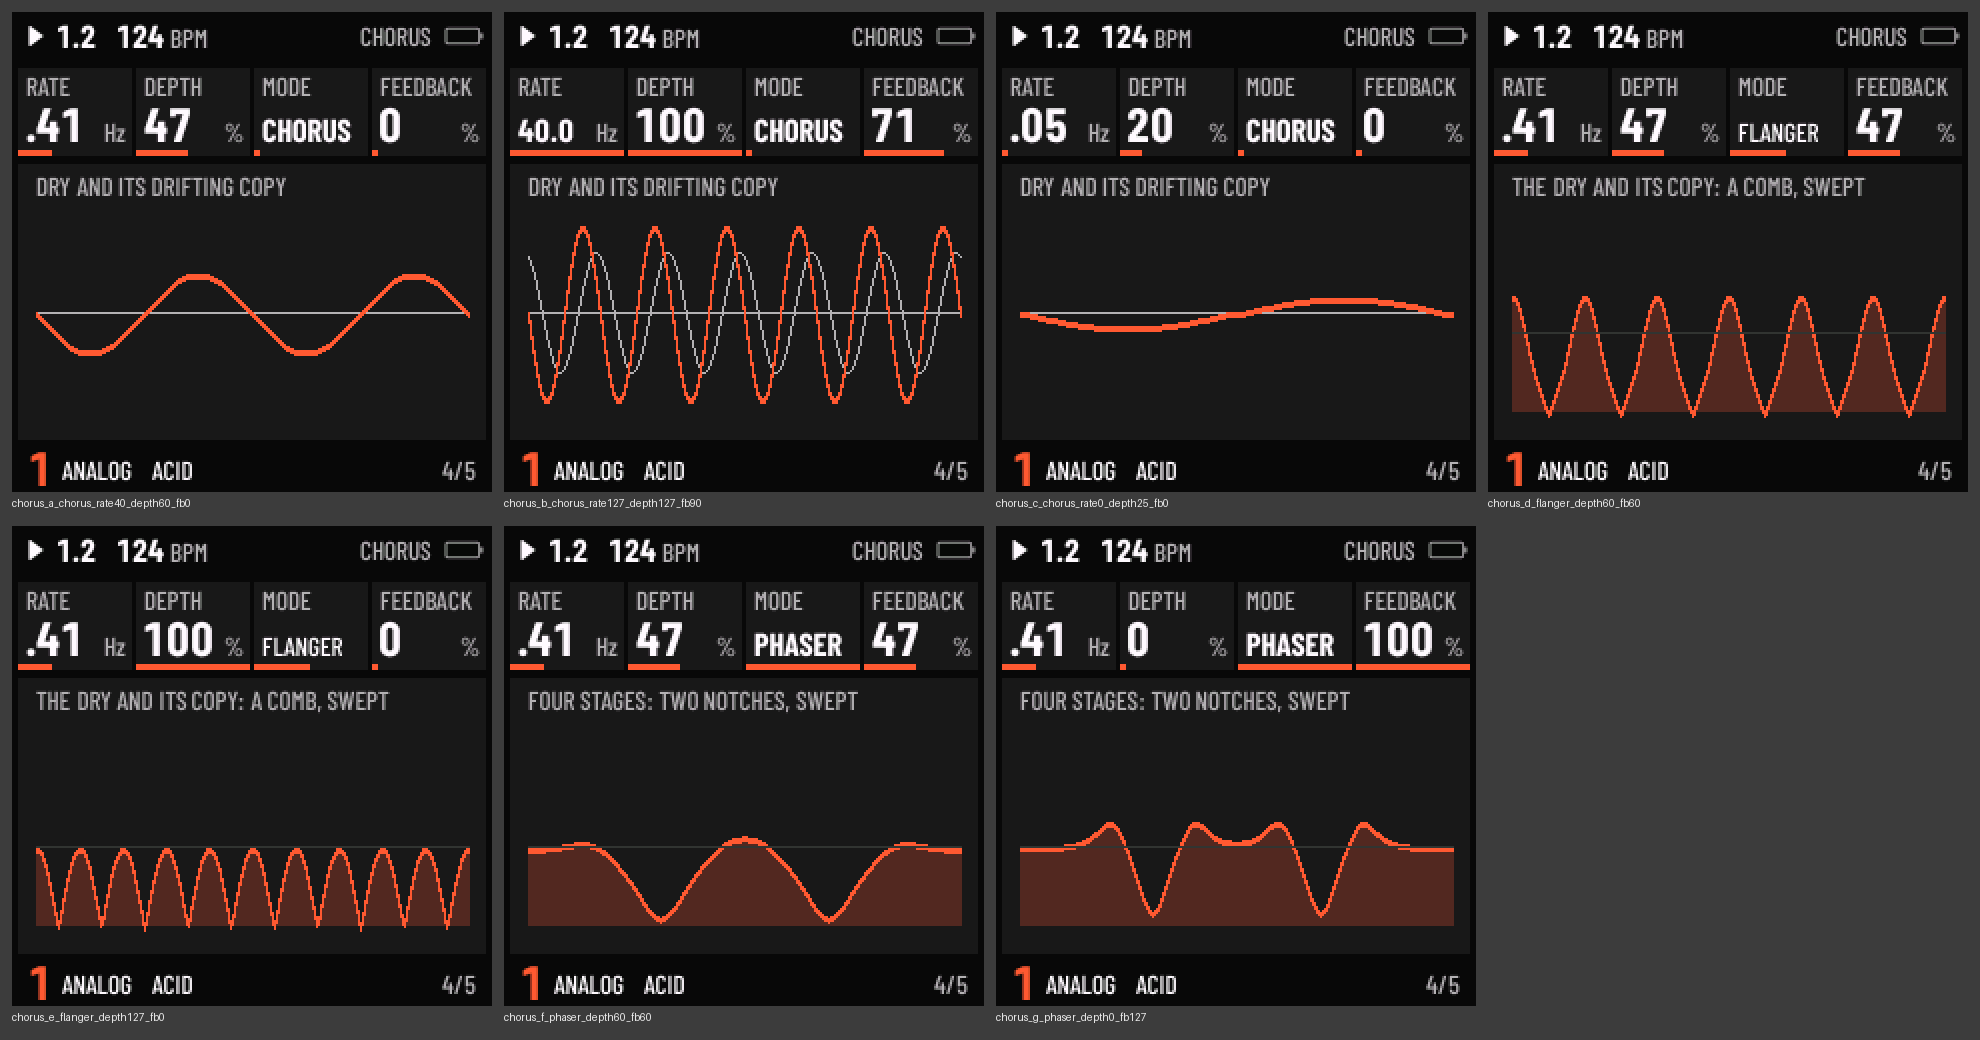 1.2 124 BPM CHORUS
RATE DEPTH MODE FEEDBACK
.41 Hz 47 % CHORUS 0 %
DRY AND ITS DRIFTING COPY
1 ANALOG ACID 4/5
chorus_a_chorus_rate40_depth60_fb0
1.2 124 BPM CHORUS
RATE DEPTH MODE FEEDBACK
40.0 Hz 100 % CHORUS 71 %
DRY AND ITS DRIFTING COPY
1 ANALOG ACID 4/5
chorus_b_chorus_rate127_depth127_fb90
1.2 124 BPM CHORUS
RATE DEPTH MODE FEEDBACK
.05 Hz 20 % CHORUS 0 %
DRY AND ITS DRIFTING COPY
1 ANALOG ACID 4/5
chorus_c_chorus_rate0_depth25_fb0
1.2 124 BPM CHORUS
RATE DEPTH MODE FEEDBACK
.41 Hz 47 % FLANGER 47 %
THE DRY AND ITS COPY: A COMB, SWEPT
1 ANALOG ACID 4/5
chorus_d_flanger_depth60_fb60
1.2 124 BPM CHORUS
RATE DEPTH MODE FEEDBACK
.41 Hz 100 % FLANGER 0 %
THE DRY AND ITS COPY: A COMB, SWEPT
1 ANALOG ACID 4/5
chorus_e_flanger_depth127_fb0
1.2 124 BPM CHORUS
RATE DEPTH MODE FEEDBACK
.41 Hz 47 % PHASER 47 %
FOUR STAGES: TWO NOTCHES, SWEPT
1 ANALOG ACID 4/5
chorus_f_phaser_depth60_fb60
1.2 124 BPM CHORUS
RATE DEPTH MODE FEEDBACK
.41 Hz 0 % PHASER 100 %
FOUR STAGES: TWO NOTCHES, SWEPT
1 ANALOG ACID 4/5
chorus_g_phaser_depth0_fb127